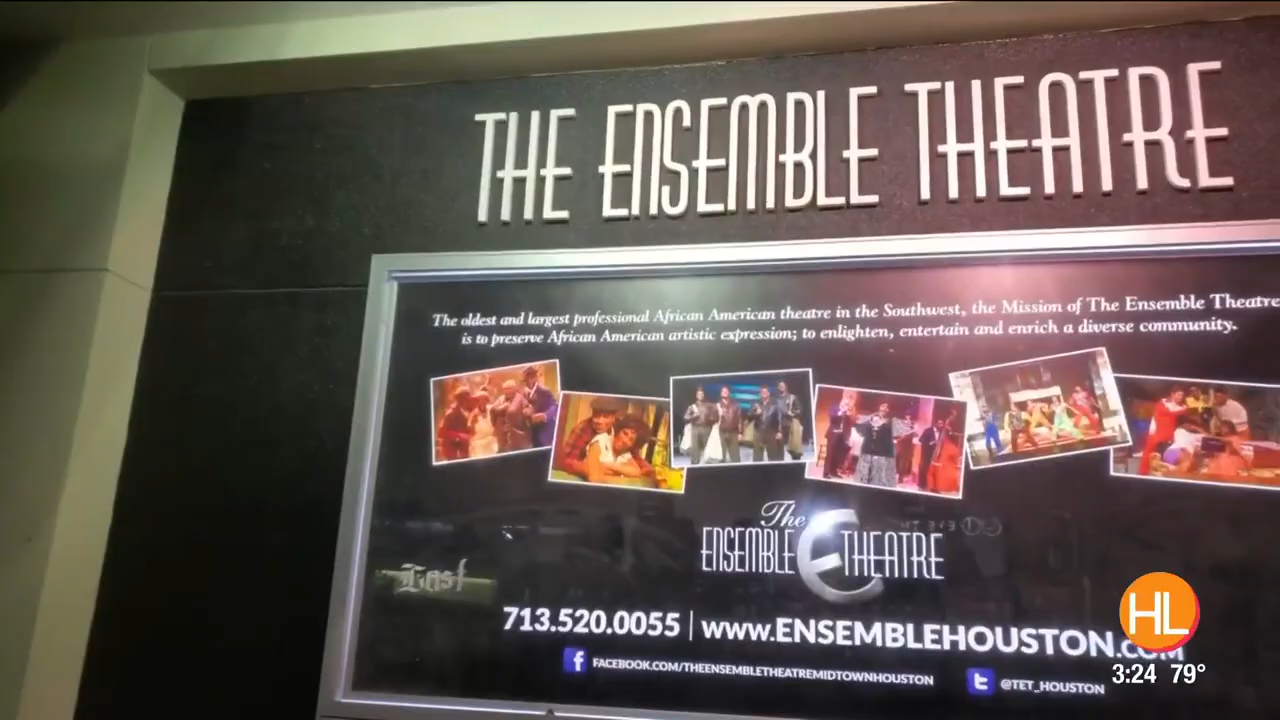 THE ENSEMBLE THEATRE
The oldest and largest professional African American theatre in the Southwest, the Mission of The Ensemble Theatre
is to preserve African American artistic expression; to enlighten, entertain and enrich a diverse community.
The
ENSEMBLE THEATRE
East
713.520.0055 | www.ENSEMBLEHOUSTON.COM
FACEBOOK.COM/THEENSEMBLETHEATREMIDTOWNHOUSTON
@TET_HOUSTON
HL
3:24 79°